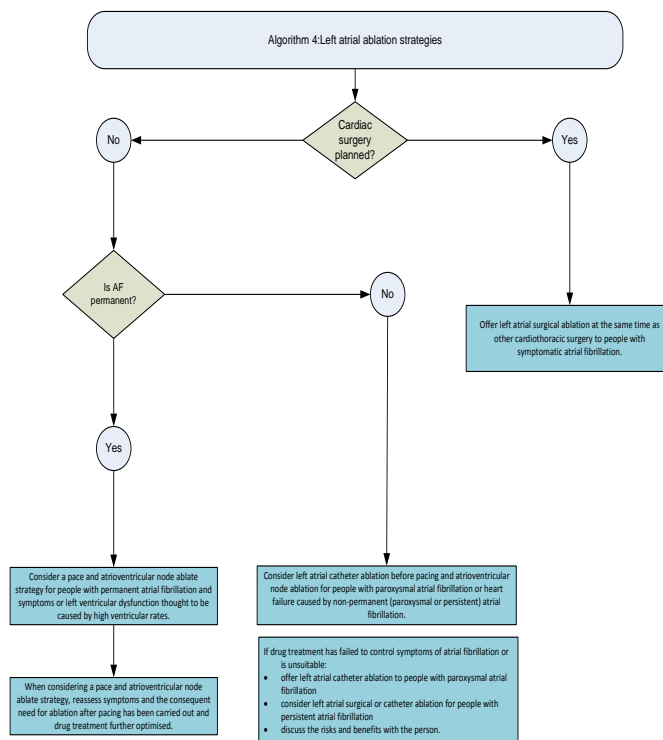 Algorithm 4:Left atrial ablation strategies
Cardiac
surgery
planned?
No
Yes
Is AF
permanent?
No
Offer left atrial surgical ablation at the same time as
other cardiothoracic surgery to people with
symptomatic atrial fibrillation.
Yes
Consider a pace and atrioventricular node ablate
strategy for people with permanent atrial fibrillation and
symptoms or left ventricular dysfunction thought to be
caused by high ventricular rates.
Consider left atrial catheter ablation before pacing and atrioventricular
node ablation for people with paroxysmal atrial fibrillation or heart
failure caused by non-permanent (paroxysmal or persistent) atrial
fibrillation.
When considering a pace and atrioventricular node
ablate strategy, reassess symptoms and the consequent
need for ablation after pacing has been carried out and
drug treatment further optimised.
If drug treatment has failed to control symptoms of atrial fibrillation or
is unsuitable:
• offer left atrial catheter ablation to people with paroxysmal atrial
fibrillation
• consider left atrial surgical or catheter ablation for people with
persistent atrial fibrillation
• discuss the risks and benefits with the person.